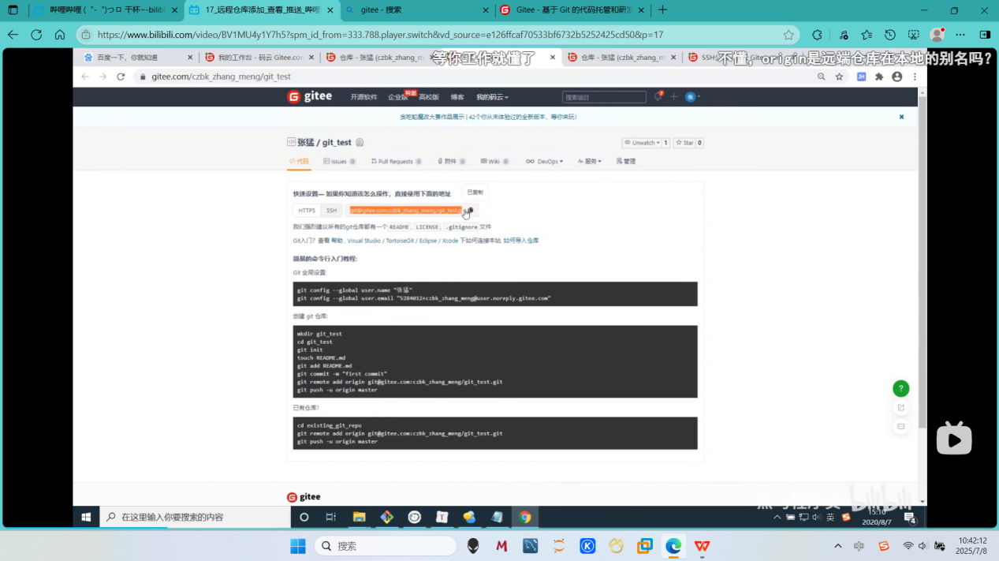 哔哩哔哩 (゜-゜)つロ 干杯~-bilibi
17_远程仓库添加_查看_推送_哔哩
gitee - 搜索
Gitee - 基于 Git 的代码托管和研发
https://www.bilibili.com/video/BV1MU4y1Y7h5?spm_id_from=333.788.player.switch&vd_source=e126ffcaf70533bf6732b5252425cd50&p=17
百度一下，你就知道
我的工作台 - 码云 Gitee.com
仓库 - 张猛 (czbk_zhang_m
等你工作就懂了
仓库 - 张猛 (czbk_zhang_m
不懂，origin是远端仓库在本地的别名吗?
gitee.com/czbk_zhang_meng/git_test
gitee
开源软件
企业版
特惠
高校版
博客
我的码云
搜索项目
7
张
贪吃蛇魔改大赛作品展示 | 42个你从未体验过的全新版本，等你来玩!
张猛 / git_test
Unwatch 1
Star 0
代码
Issues 0
Pull Requests 0
附件 0
Wiki 0
DevOps
服务
管理
快速设置— 如果你知道该怎么操作，直接使用下面的地址
已复制
HTTPS
SSH
git@gitee.com:czbk_zhang_meng/git_test.g
我们强烈建议所有的git仓库都有一个 README, LICENSE, .gitignore 文件
Git入门？查看 帮助 , Visual Studio / TortoiseGit / Eclipse / Xcode 下如何连接本站, 如何导入仓库
简易的命令行入门教程:
Git 全局设置:
git config --global user.name "张猛"
git config --global user.email "5284012+czbk_zhang_meng@user.noreply.gitee.com"
创建 git 仓库:
mkdir git_test
cd git_test
git init
touch README.md
git add README.md
git commit -m "first commit"
git remote add origin git@gitee.com:czbk_zhang_meng/git_test.git
git push -u origin master
已有仓库?
cd existing_git_repo
git remote add origin git@gitee.com:czbk_zhang_meng/git_test.git
git push -u origin master
?
gitee
bilibili
在这里输入你要搜索的内容
英
15:10
2020/8/7
4
搜索
中
10:42:12
2025/7/8